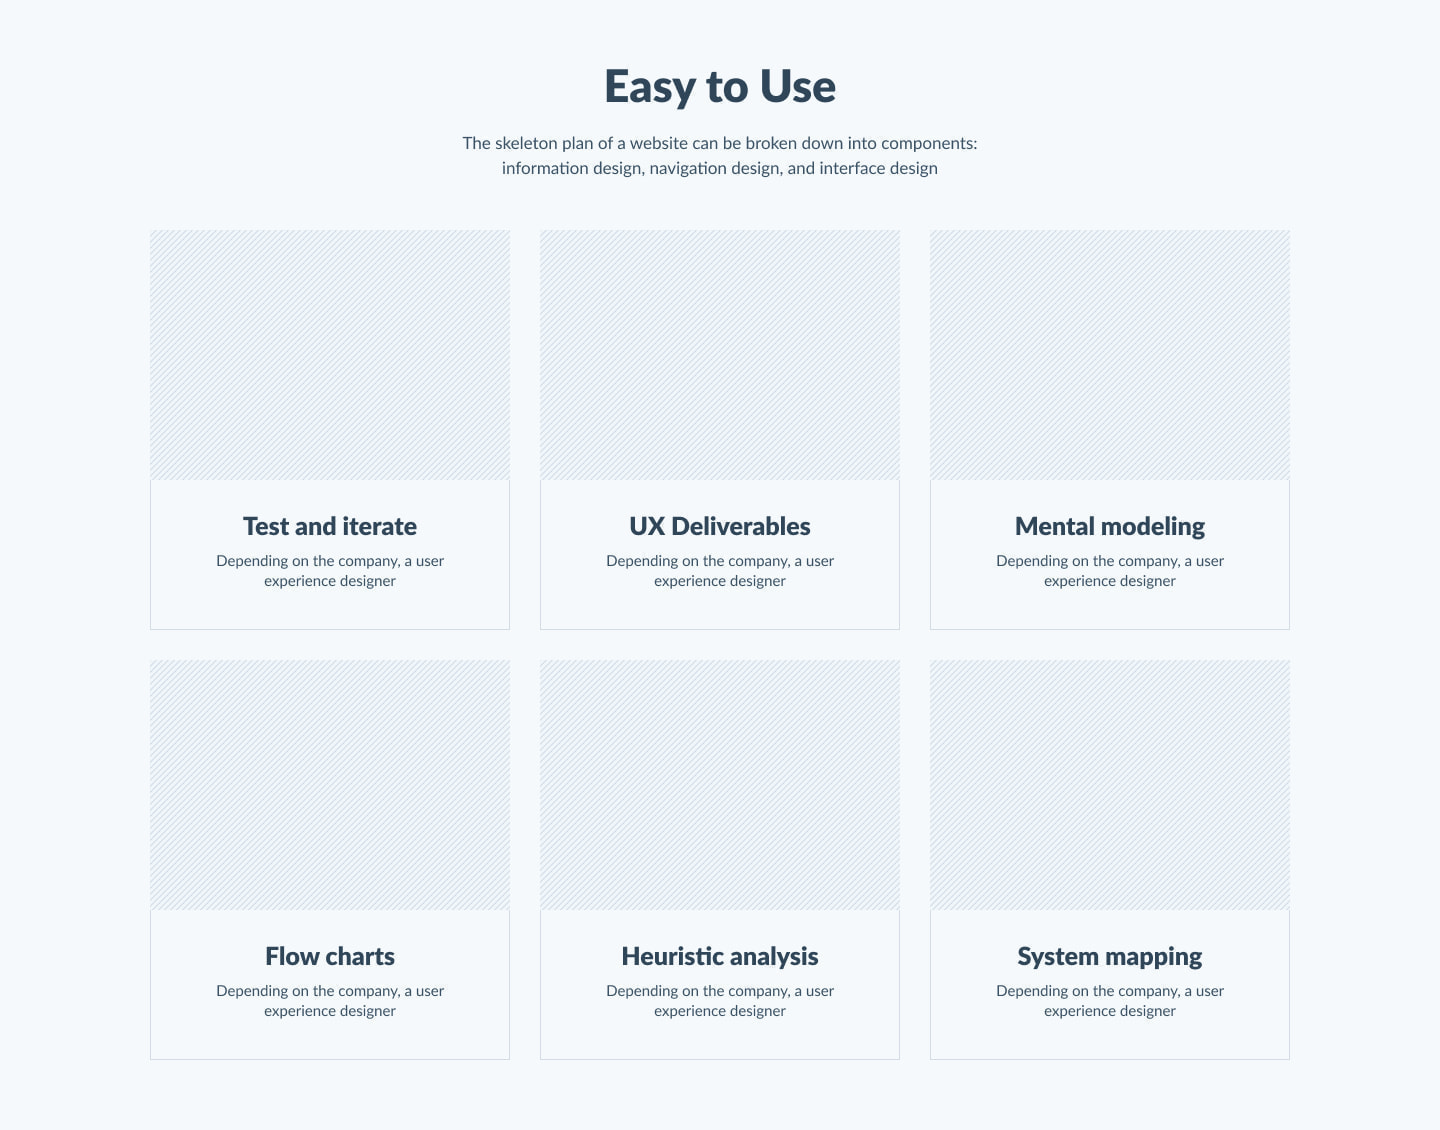 Easy to Use
The skeleton plan of a website can be broken down into components:
information design, navigation design, and interface design
Test and iterate
Depending on the company, a user
experience designer
UX Deliverables
Depending on the company, a user
experience designer
Mental modeling
Depending on the company, a user
experience designer
Flow charts
Depending on the company, a user
experience designer
Heuristic analysis
Depending on the company, a user
experience designer
System mapping
Depending on the company, a user
experience designer